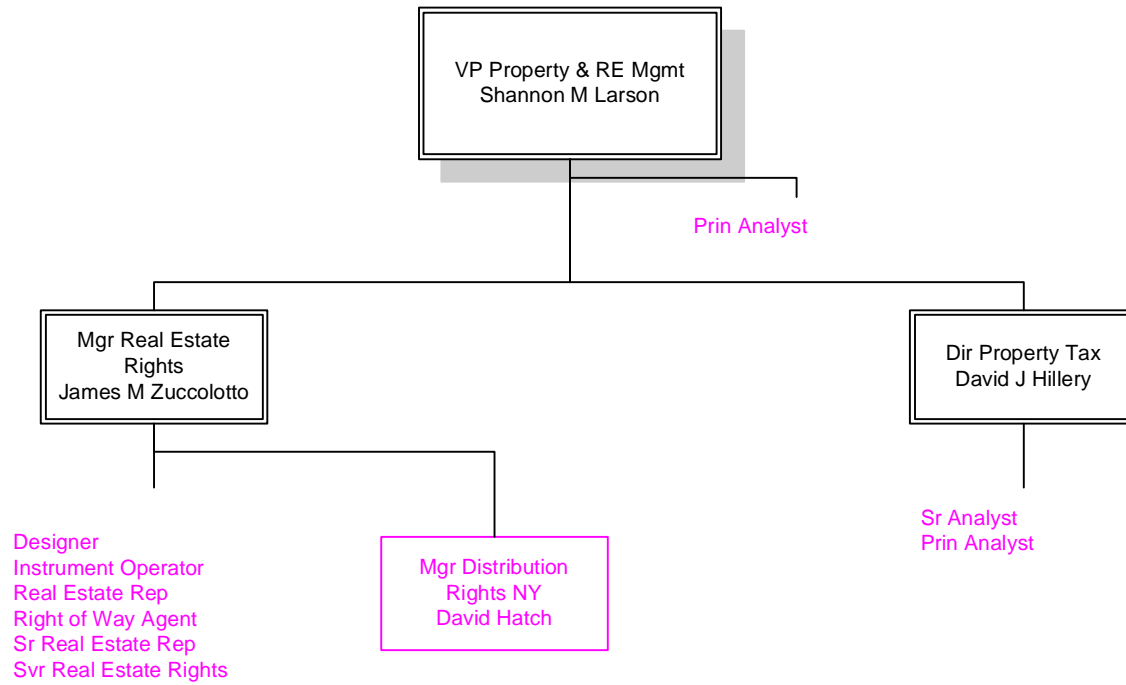 VP Property & RE Mgmt
Shannon M Larson
Prin Analyst
Mgr Real Estate
Rights
James M Zuccolotto
Dir Property Tax
David J Hillery
Designer
Instrument Operator
Real Estate Rep
Right of Way Agent
Sr Real Estate Rep
Svr Real Estate Rights
Mgr Distribution
Rights NY
David Hatch
Sr Analyst
Prin Analyst